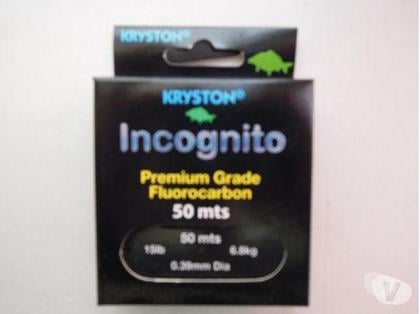 KRYSTON®
KRYSTON®
Incognito
Premium Grade
Fluorocarbon
50 mts
50 mts
15lb 6.8kg
0.39mm Dia
V